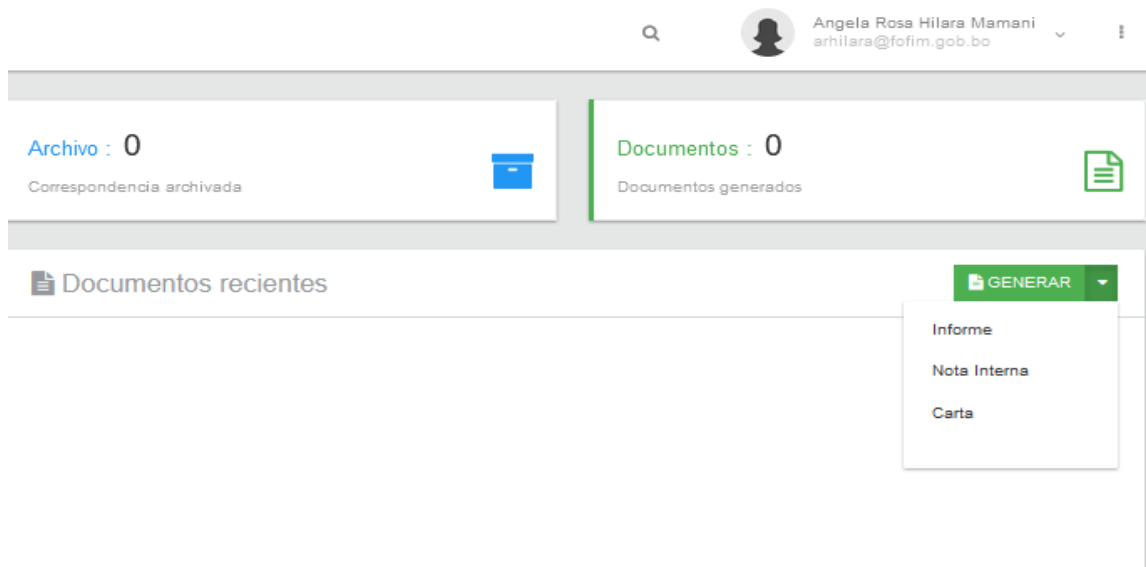 Angela Rosa Hilara Mamani
arhilara@fofim.gob.bo
Archivo : 0
Correspondencia archivada
Documentos : 0
Documentos generados
Documentos recientes
GENERAR
Informe
Nota Interna
Carta